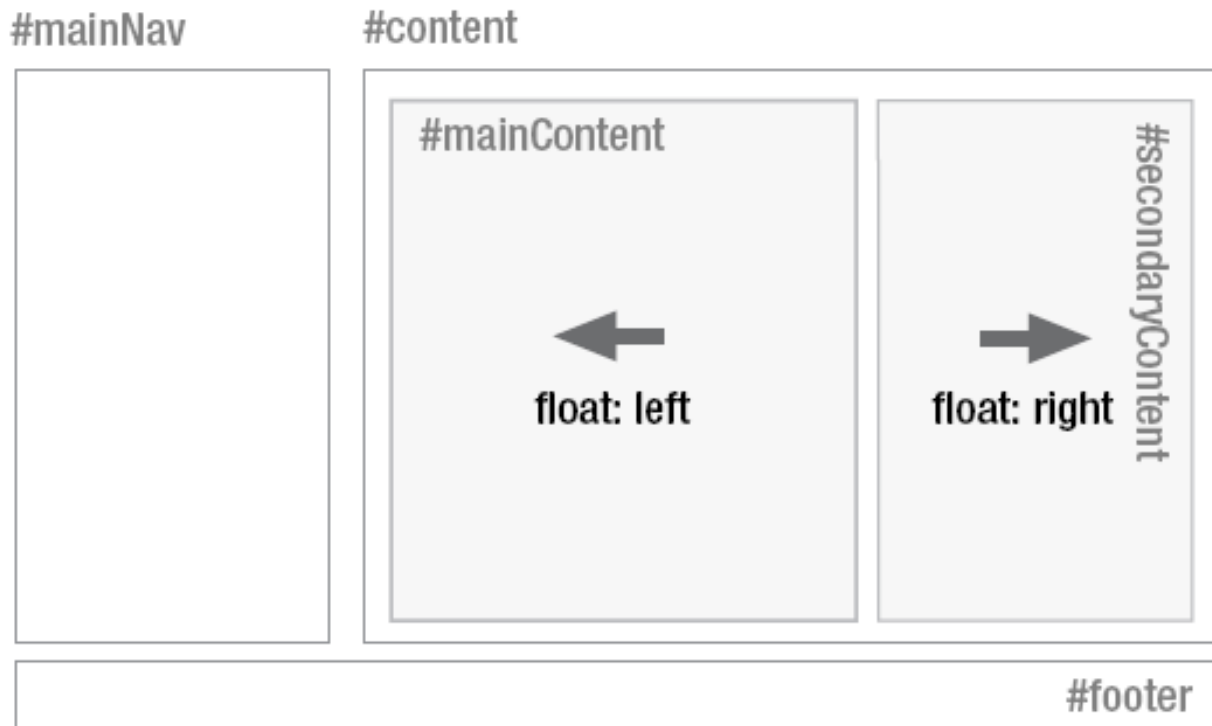 #mainNav
#content
#mainContent
#secondaryContent
float: left
float: right
#footer